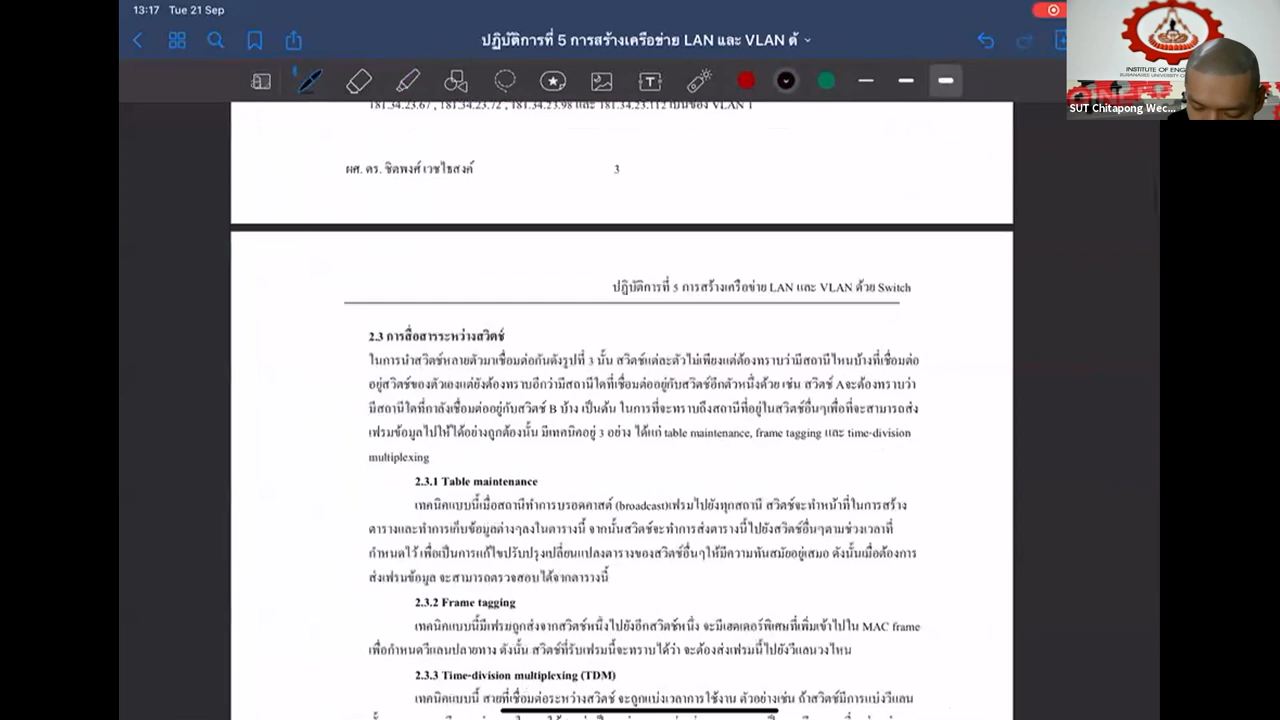 13:17 Tue 21 Sep
ปฏิบัติการที่ 5 การสร้างเครือข่าย LAN และ VLAN ด้
SUT Chitapong Wec...
181.34.23.67 , 181.34.23.72 , 181.34.23.98 และ 181.34.23.112 เป็นของ VLAN 1
ผศ. ดร. ชิตพงศ์ เวชไธสงค์ 3
ปฏิบัติการที่ 5 การสร้างเครือข่าย LAN และ VLAN ด้วย Switch
2.3 การสื่อสารระหว่างสวิตช์
ในการนำสวิตช์หลายตัวมาเชื่อมต่อกันดังรูปที่ 3 นั้น สวิตช์แต่ละตัวไม่เพียงแต่ต้องทราบว่ามีสถานีไหนบ้างที่เชื่อมต่อ
อยู่สวิตช์ของตัวเองแต่ยังต้องทราบอีกว่ามีสถานีใดที่เชื่อมต่ออยู่กับสวิตช์อีกตัวหนึ่งด้วย เช่น สวิตช์ A จะต้องทราบว่า
มีสถานีใดที่กำลังเชื่อมต่ออยู่กับสวิตช์ B บ้าง เป็นต้น ในการที่จะทราบถึงสถานีที่อยู่ในสวิตช์อื่นๆเพื่อที่จะสามารถส่ง
เฟรมข้อมูลไปให้ได้อย่างถูกต้องนั้น มีเทคนิคอยู่ 3 อย่าง ได้แก่ table maintenance, frame tagging และ time-division
multiplexing
2.3.1 Table maintenance
เทคนิคแบบนี้เมื่อสถานีทำการบรอดคาสต์ (broadcast)เฟรมไปยังทุกสถานี สวิตช์จะทำหน้าที่ในการสร้าง
ตารางและทำการเก็บข้อมูลต่างๆลงในตารางนี้ จากนั้นสวิตช์จะทำการส่งตารางนี้ไปยังสวิตช์อื่นๆตามช่วงเวลาที่
กำหนดไว้ เพื่อเป็นการแก้ไขปรับปรุงเปลี่ยนแปลงตารางของสวิตช์อื่นๆให้มีความทันสมัยอยู่เสมอ ดังนั้นเมื่อต้องการ
ส่งเฟรมข้อมูล จะสามารถตรวจสอบได้จากตารางนี้
2.3.2 Frame tagging
เทคนิคแบบนี้มีเฟรมถูกส่งจากสวิตช์หนึ่งไปยังอีกสวิตช์หนึ่ง จะมีเฮดเดอร์พิเศษที่เพิ่มเข้าไปใน MAC frame
เพื่อกำหนดวีแลนปลายทาง ดังนั้น สวิตช์ที่รับเฟรมนี้จะทราบได้ว่า จะต้องส่งเฟรมนี้ไปยังวีแลนวงไหน
2.3.3 Time-division multiplexing (TDM)
เทคนิคแบบนี้ สายที่เชื่อมต่อระหว่างสวิตช์ จะถูกแบ่งเวลาการใช้งาน ตัวอย่างเช่น ถ้าสวิตช์มีการแบ่งวีแลน